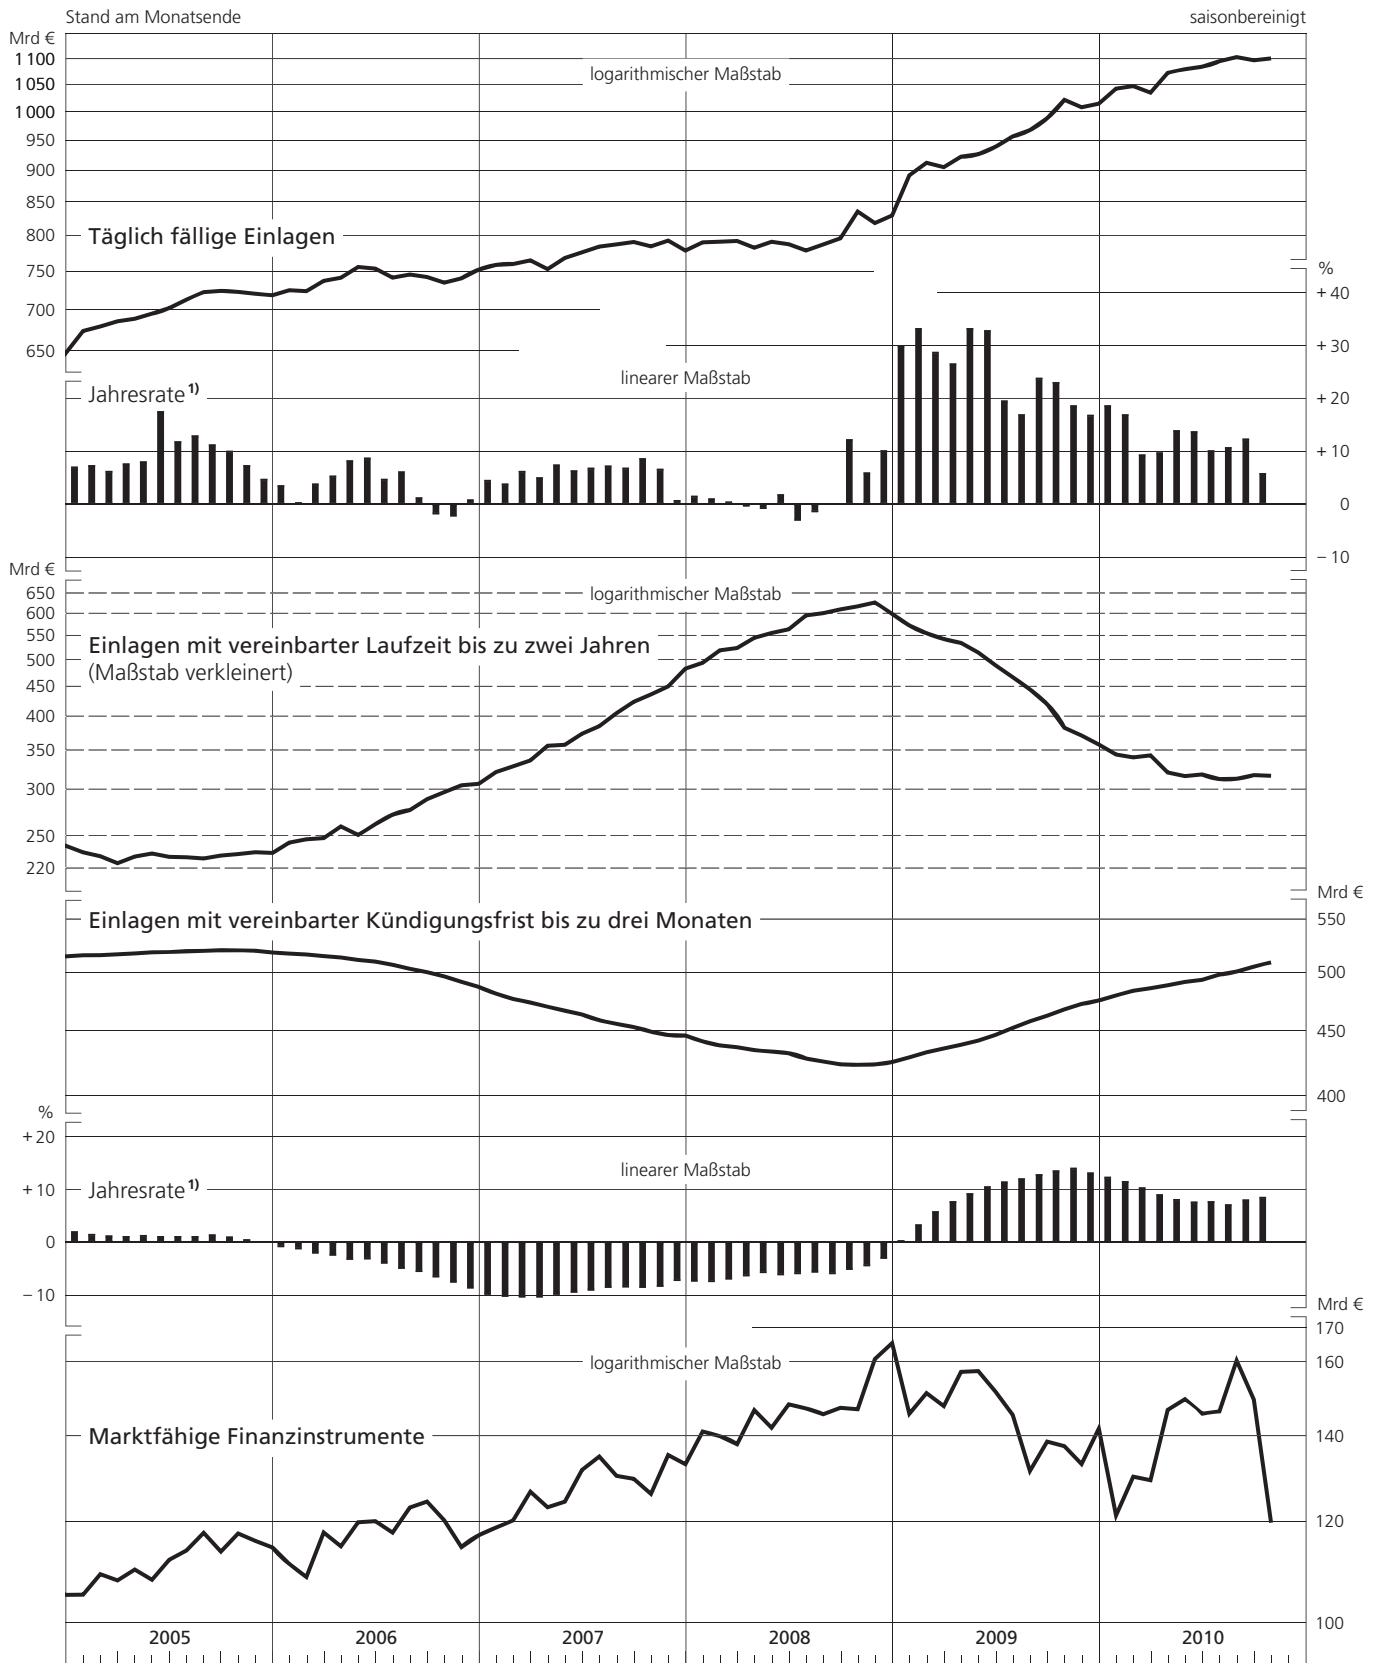 Stand am Monatsende
saisonbereinigt
Mrd €
1 100
1 050
1 000
950
900
850
800
750
700
650
logarithmischer Maßstab
Täglich fällige Einlagen
%
+ 40
+ 30
+ 20
+ 10
0
− 10
linearer Maßstab
Jahresrate 1)
Mrd €
650
600
550
500
450
400
350
300
250
220
logarithmischer Maßstab
Einlagen mit vereinbarter Laufzeit bis zu zwei Jahren
(Maßstab verkleinert)
Mrd €
550
500
450
400
Einlagen mit vereinbarter Kündigungsfrist bis zu drei Monaten
%
+ 20
+ 10
0
− 10
linearer Maßstab
Jahresrate 1)
Mrd €
170
160
140
120
100
logarithmischer Maßstab
Marktfähige Finanzinstrumente
2005 2006 2007 2008 2009 2010